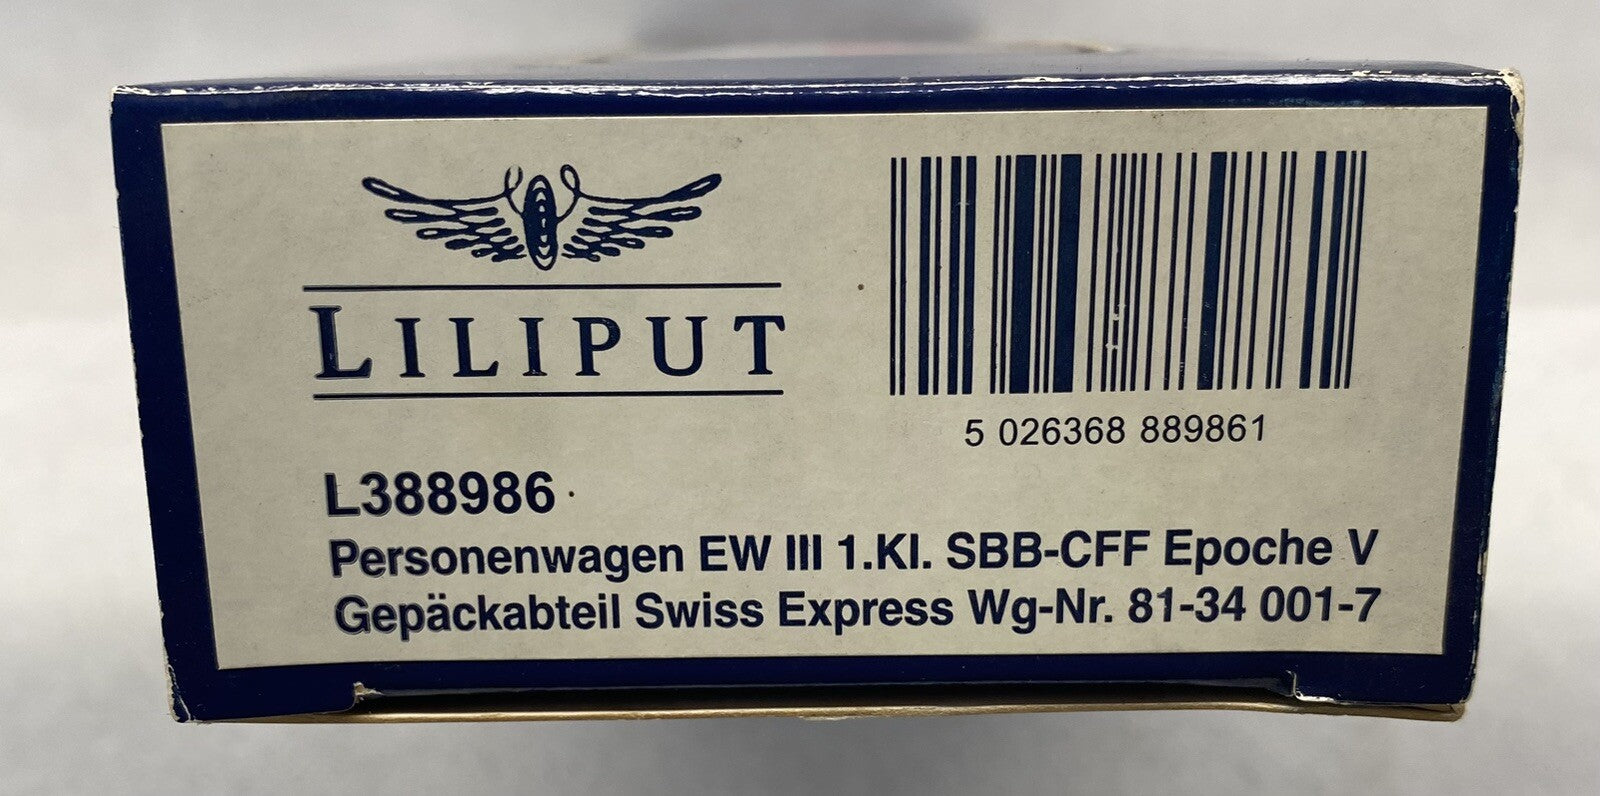 LILIPUT
5 026368 889861
L388986
Personenwagen EW III 1.Kl. SBB-CFF Epoche V
Gepäckabteil Swiss Express Wg-Nr. 81-34 001-7